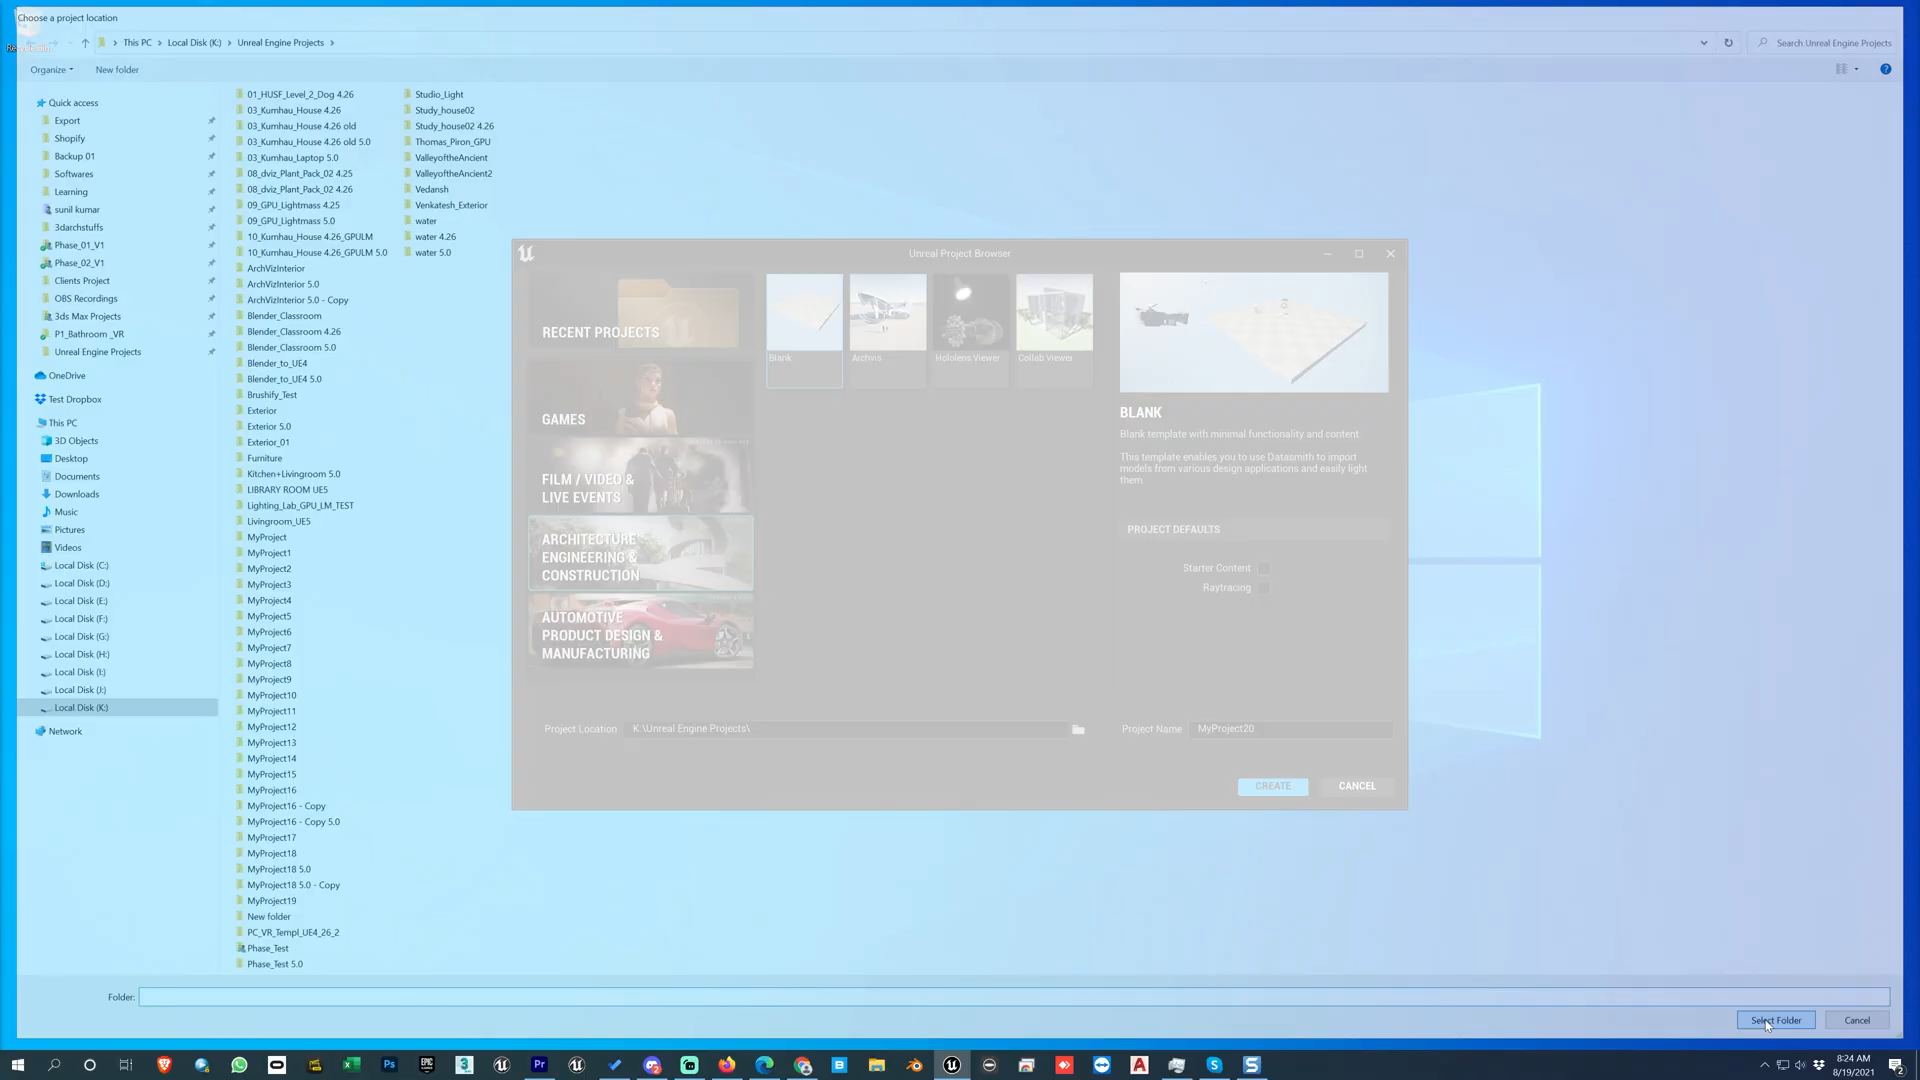 Choose a project location
This PC > Local Disk (K:) > Unreal Engine Projects >
Search Unreal Engine Projects
Organize
New folder
Quick access
Export
Shopify
Backup 01
Softwares
Learning
sunil kumar
3darchstuffs
Phase_01_V1
Phase_02_V1
Clients Project
OBS Recordings
3ds Max Projects
P1_Bathroom _VR
Unreal Engine Projects
OneDrive
Test Dropbox
This PC
3D Objects
Desktop
Documents
Downloads
Music
Pictures
Videos
Local Disk (C:)
Local Disk (D:)
Local Disk (E:)
Local Disk (F:)
Local Disk (G:)
Local Disk (H:)
Local Disk (I:)
Local Disk (J:)
Local Disk (K:)
Network
01_HUSF_Level_2_Dog 4.26
03_Kumhau_House 4.26
03_Kumhau_House 4.26 old
03_Kumhau_House 4.26 old 5.0
03_Kumhau_Laptop 5.0
08_dviz_Plant_Pack_02 4.25
08_dviz_Plant_Pack_02 4.26
09_GPU_Lightmass 4.25
09_GPU_Lightmass 5.0
10_Kumhau_House 4.26_GPULM
10_Kumhau_House 4.26_GPULM 5.0
ArchVizInterior
ArchVizInterior 5.0
ArchVizInterior 5.0 - Copy
Blender_Classroom
Blender_Classroom 4.26
Blender_Classroom 5.0
Blender_to_UE4
Blender_to_UE4 5.0
Brushify_Test
Exterior
Exterior 5.0
Exterior_01
Furniture
Kitchen+Livingroom 5.0
LIBRARY ROOM UE5
Lighting_Lab_GPU_LM_TEST
Livingroom_UE5
MyProject
MyProject1
MyProject2
MyProject3
MyProject4
MyProject5
MyProject6
MyProject7
MyProject8
MyProject9
MyProject10
MyProject11
MyProject12
MyProject13
MyProject14
MyProject15
MyProject16
MyProject16 - Copy
MyProject16 - Copy 5.0
MyProject17
MyProject18
MyProject18 5.0
MyProject18 5.0 - Copy
MyProject19
New folder
PC_VR_Templ_UE4_26_2
Phase_Test
Phase_Test 5.0
Studio_Light
Study_house02
Study_house02 4.26
Thomas_Piron_GPU
ValleyoftheAncient
ValleyoftheAncient2
Vedansh
Venkatesh_Exterior
water
water 4.26
water 5.0
Unreal Project Browser
RECENT PROJECTS
GAMES
FILM / VIDEO &
LIVE EVENTS
ARCHITECTURE
ENGINEERING &
CONSTRUCTION
AUTOMOTIVE
PRODUCT DESIGN &
MANUFACTURING
Blank
Archvis
Hololens Viewer
Collab Viewer
BLANK
Blank template with minimal functionality and content.
This template enables you to use Datasmith to import
models from various design applications and easily light
them.
PROJECT DEFAULTS
Starter Content
Raytracing
Project Location K:\Unreal Engine Projects\
Project Name MyProject20
CREATE
CANCEL
Folder:
Select Folder
Cancel
8:24 AM
8/19/2021